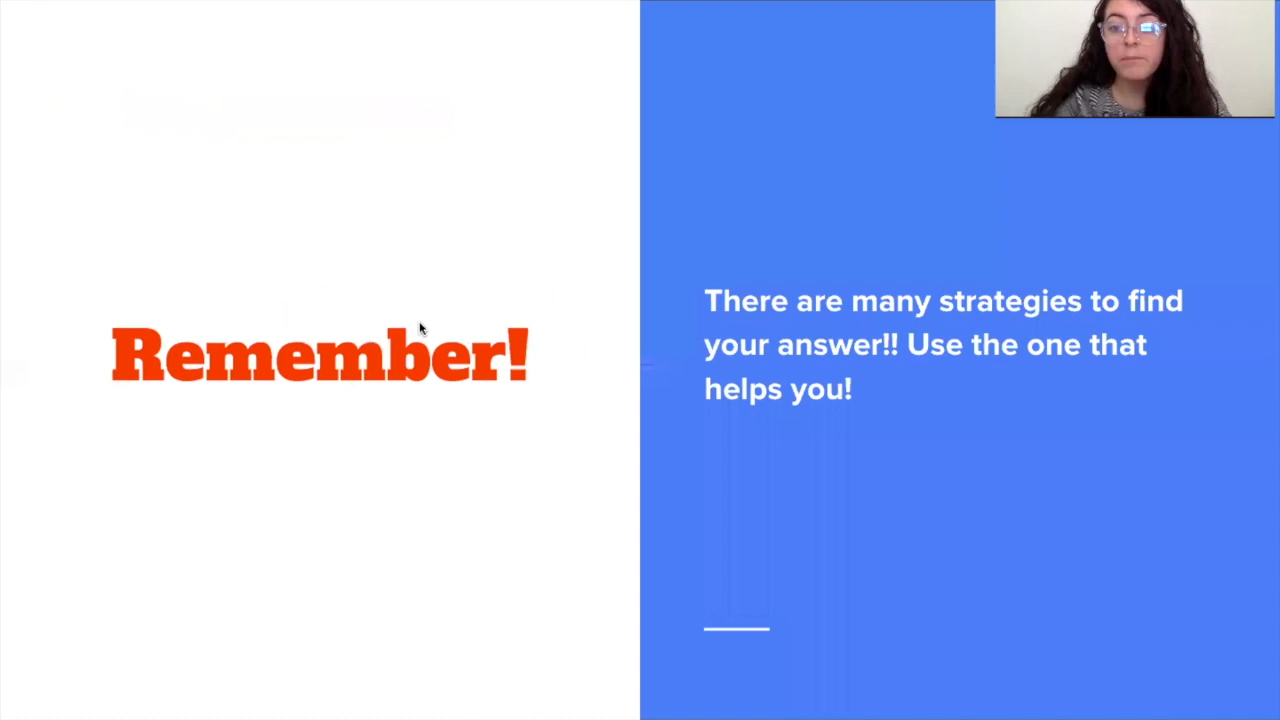 Remember!
There are many strategies to find
your answer!! Use the one that
helps you!